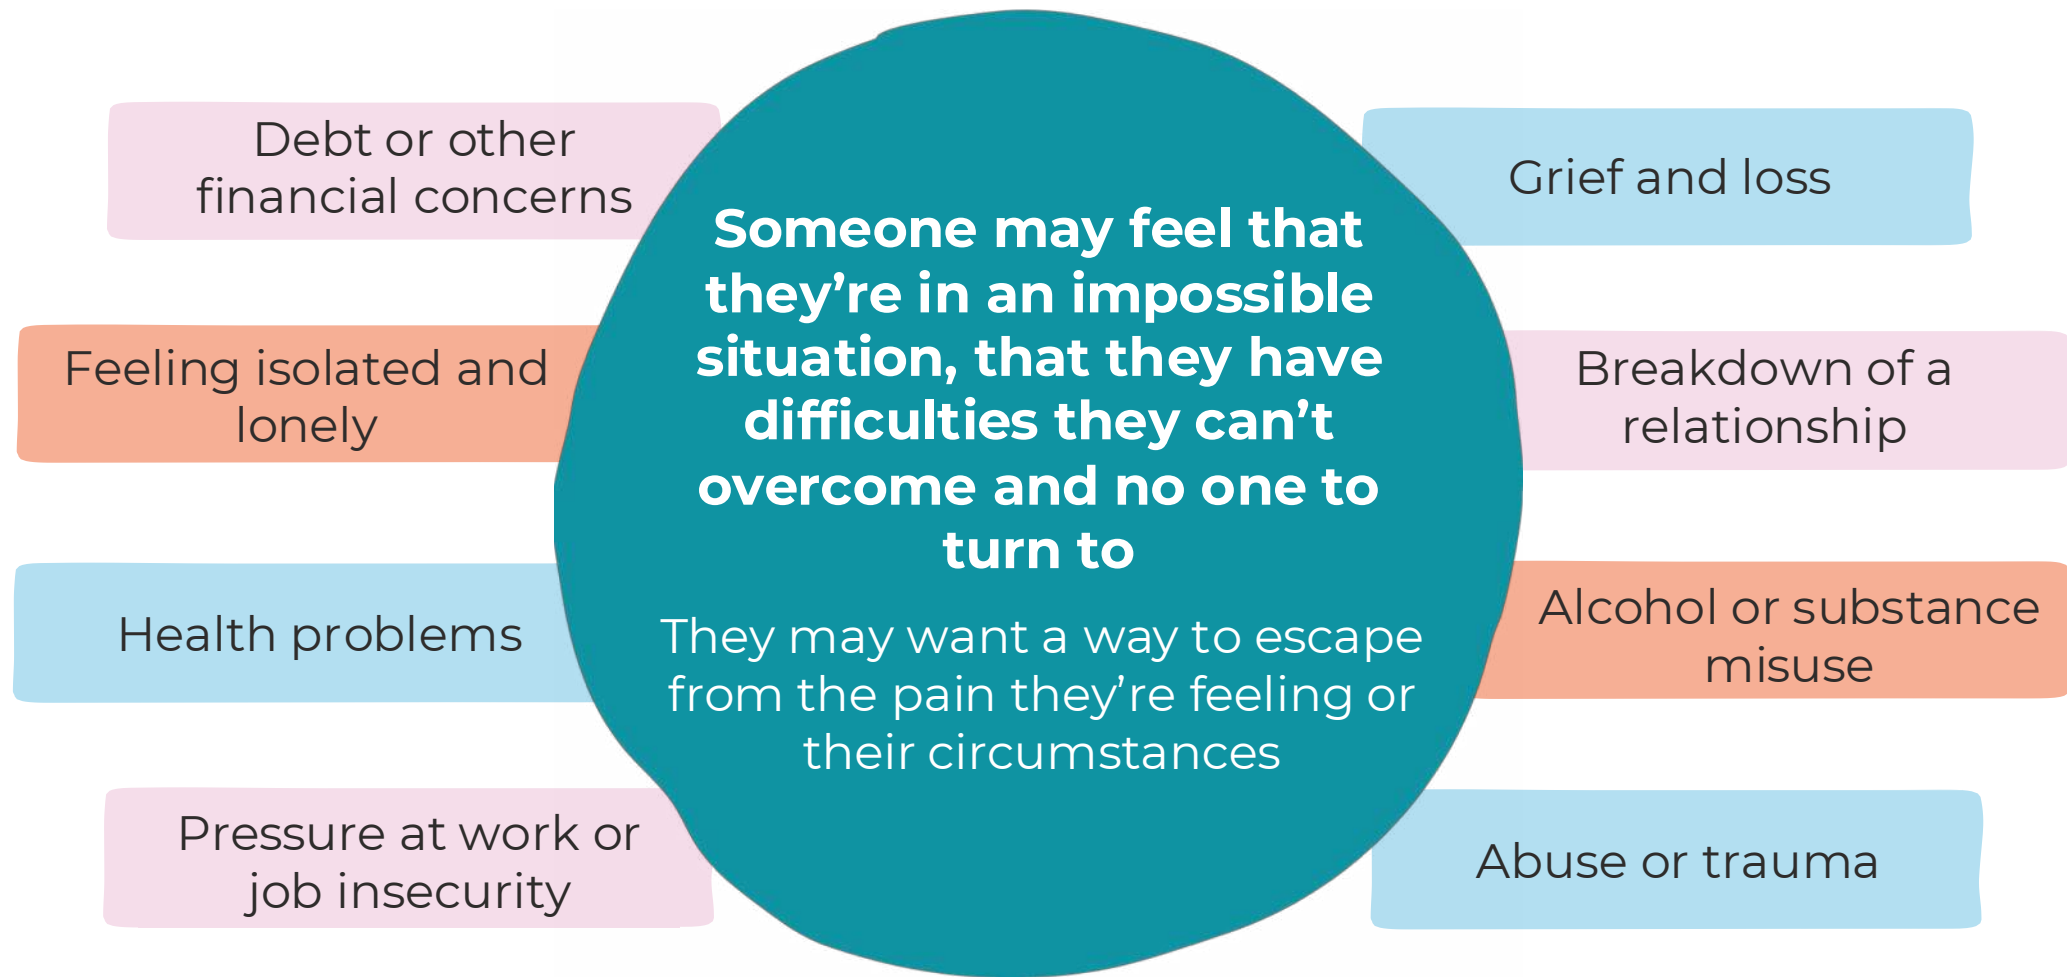 Debt or other
financial concerns
Feeling isolated and
lonely
Health problems
Pressure at work or
job insecurity
Someone may feel that
they’re in an impossible
situation, that they have
difficulties they can’t
overcome and no one to
turn to
They may want a way to escape
from the pain they’re feeling or
their circumstances
Grief and loss
Breakdown of a
relationship
Alcohol or substance
misuse
Abuse or trauma